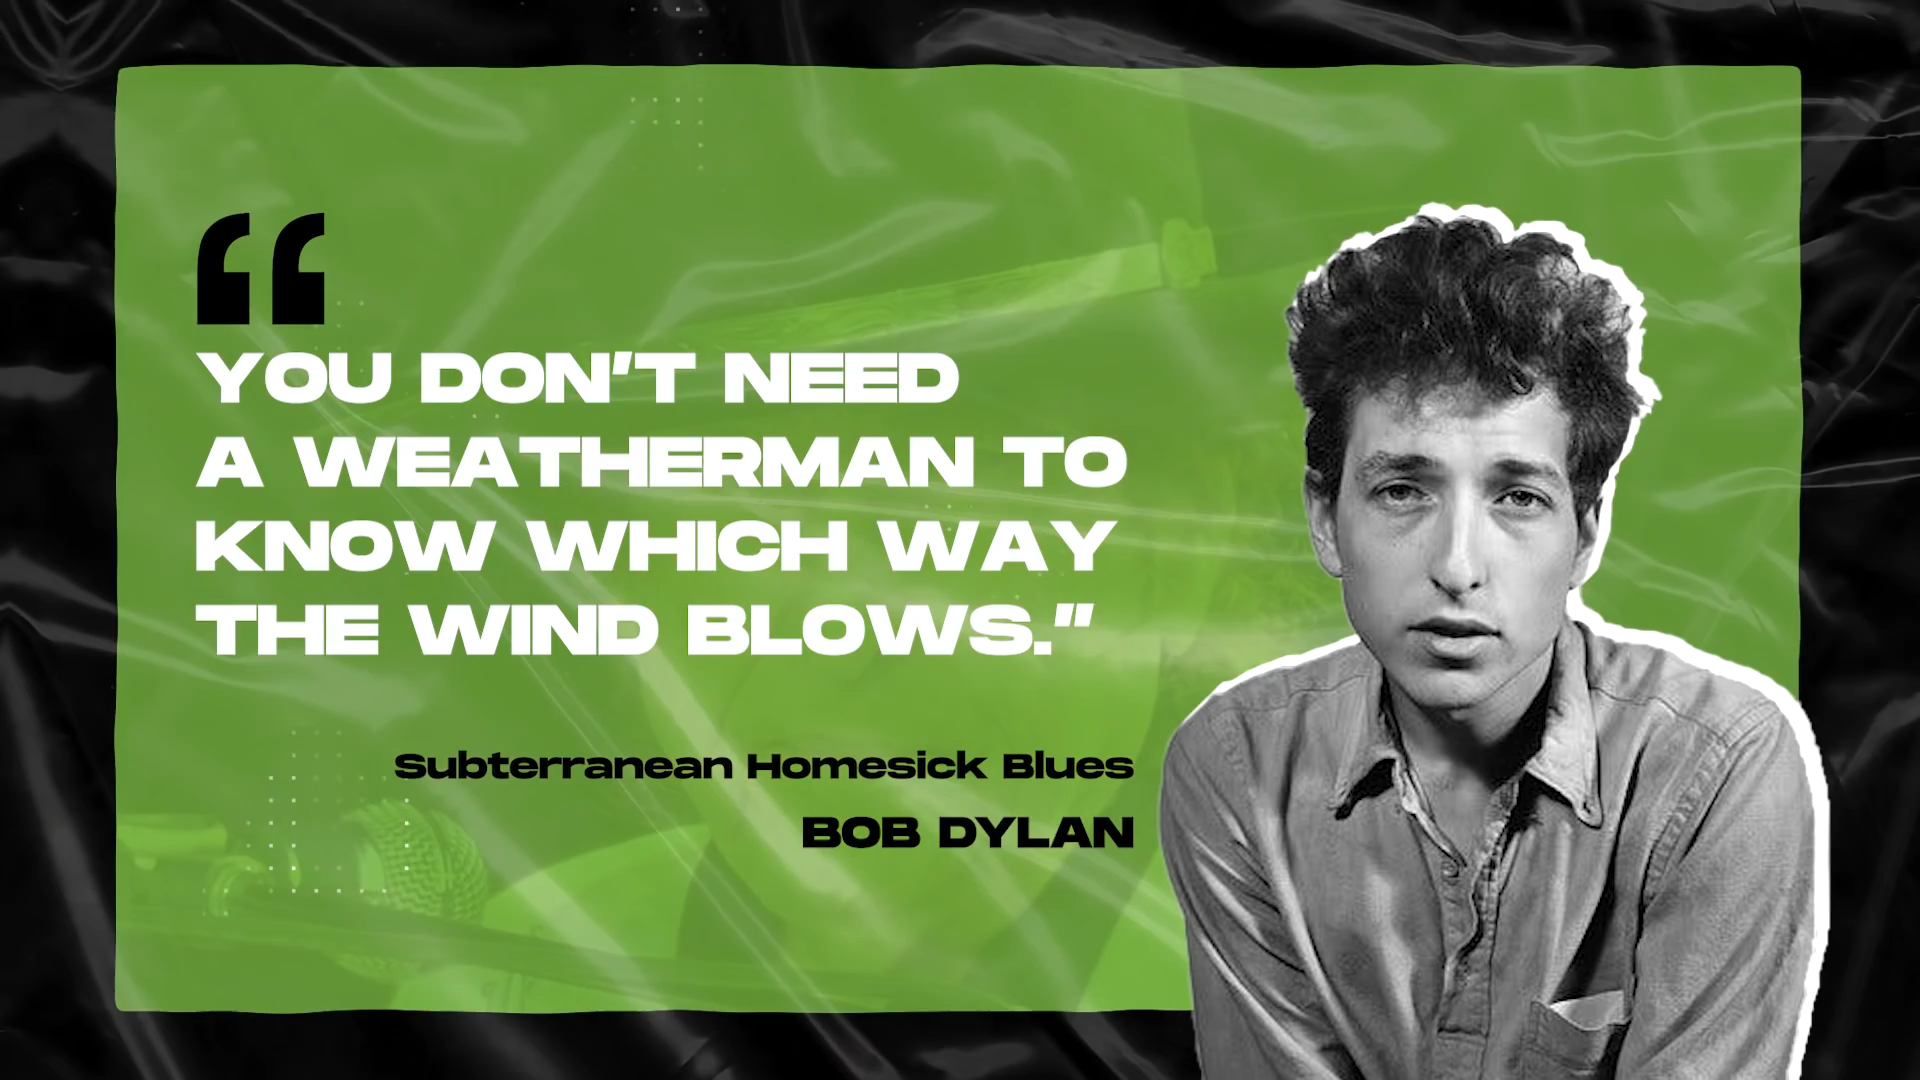 “
YOU DON'T NEED
A WEATHERMAN TO
KNOW WHICH WAY
THE WIND BLOWS."
Subterranean Homesick Blues
BOB DYLAN